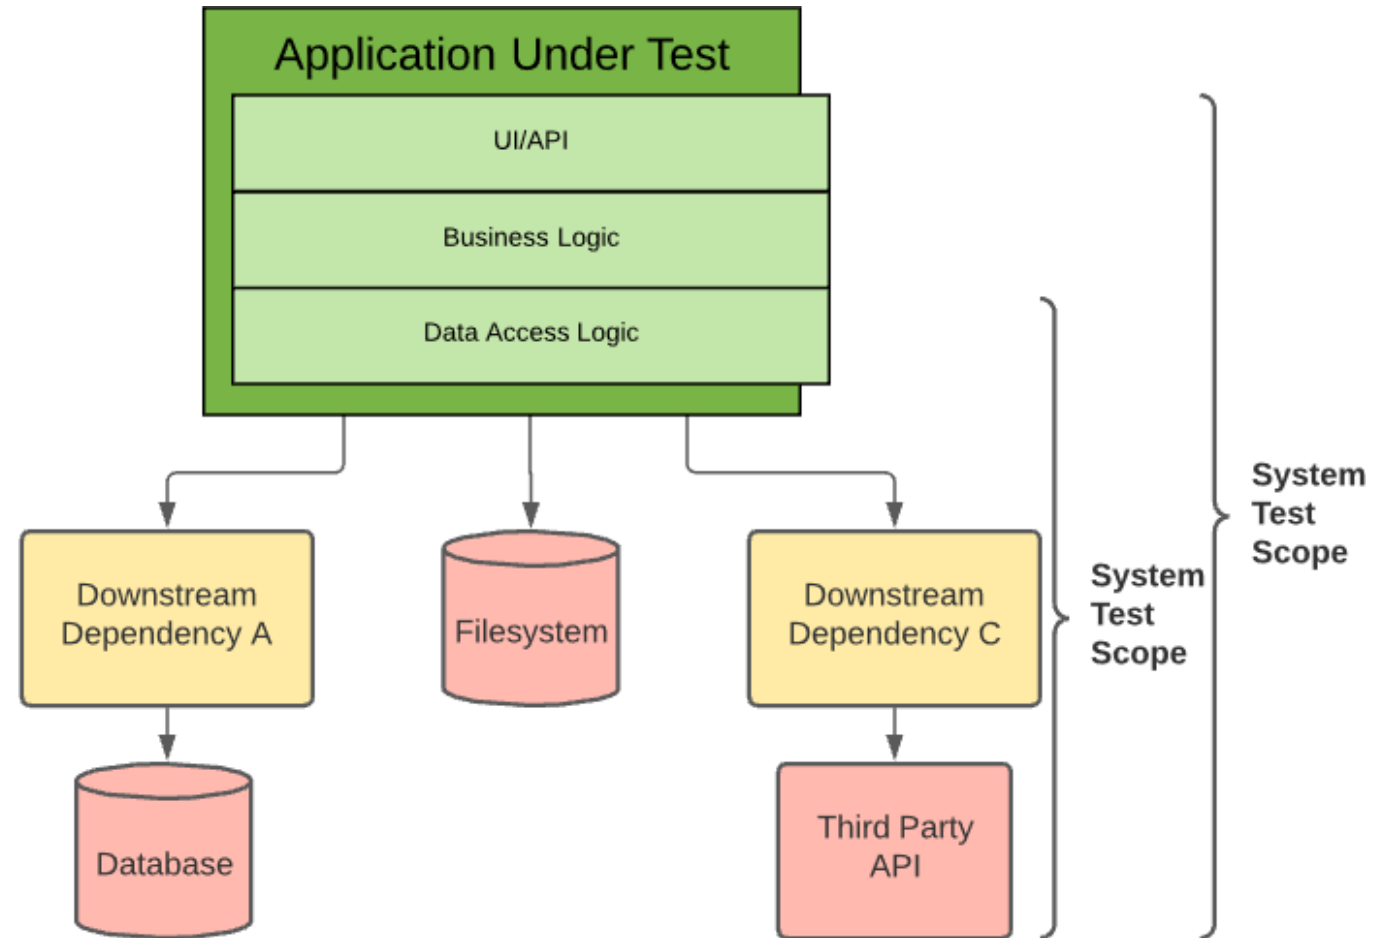 Application Under Test
UI/API
Business Logic
Data Access Logic
System
Test
Scope
System
Test
Scope
Downstream
Dependency A
Filesystem
Downstream
Dependency C
Database
Third Party
API